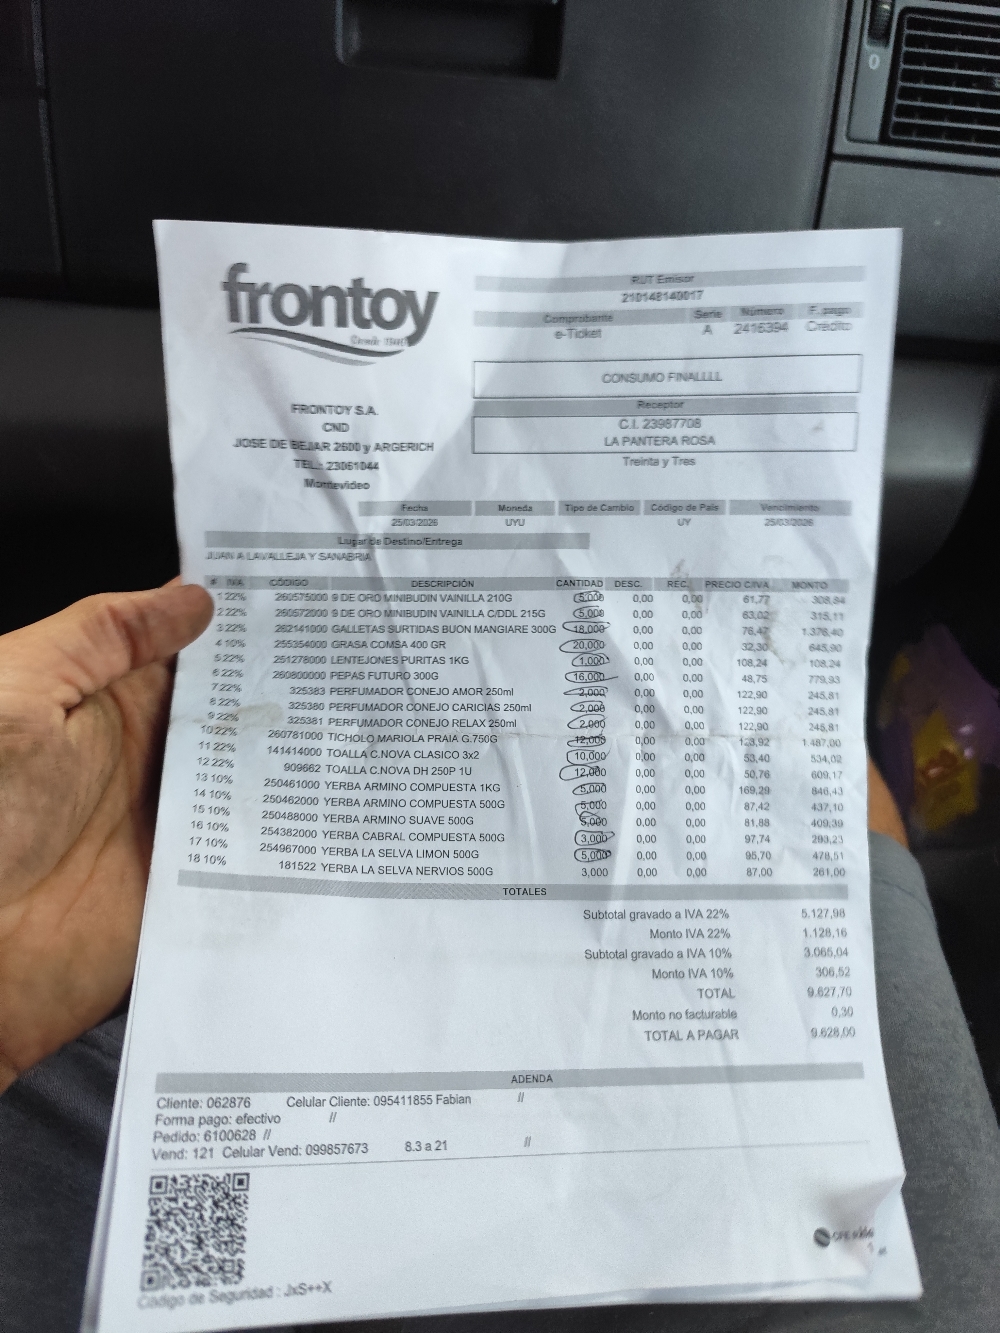 0
frontoy
Desde
RUT Emisor
210148140017
Comprobante Serie Número F. pago
e-Ticket A 2416394 Crédito
CONSUMO FINALLLL
Receptor
C.I. 23987708
LA PANTERA ROSA
Treinta y Tres
FRONTOY S.A.
CND
JOSE DE BEJAR 2600 y ARGERICH
TEL.: 23061044
Montevideo
Fecha Moneda Tipo de Cambio Código de País Vencimiento
25/03/2026 UYU UY 25/03/2026
Lugar de Destino/Entrega
JUAN A LAVALLEJA Y SANABRIA
# IVA CÓDIGO DESCRIPCIÓN CANTIDAD DESC. REC. PRECIO C/IVA MONTO
1 22% 260575000 9 DE ORO MINIBUDIN VAINILLA 210G 5,000 0,00 0,00 61,77 308,84
2 22% 260572000 9 DE ORO MINIBUDIN VAINILLA C/DDL 215G 5,000 0,00 0,00 63,02 315,11
3 22% 262141000 GALLETAS SURTIDAS BUON MANGIARE 300G 18,000 0,00 0,00 76,47 1.376,40
4 10% 255354000 GRASA COMSA 400 GR 20,000 0,00 0,00 32,30 645,90
5 22% 251278000 LENTEJONES PURITAS 1KG 1,000 0,00 0,00 108,24 108,24
6 22% 260800000 PEPAS FUTURO 300G 16,000 0,00 0,00 48,75 779,93
7 22% 325383 PERFUMADOR CONEJO AMOR 250ml 2,000 0,00 0,00 122,90 245,81
8 22% 325380 PERFUMADOR CONEJO CARICIAS 250ml 2,000 0,00 0,00 122,90 245,81
9 22% 325381 PERFUMADOR CONEJO RELAX 250ml 2,000 0,00 0,00 122,90 245,81
10 22% 260781000 TICHOLO MARIOLA PRAIA G.750G 12,000 0,00 0,00 123,92 1.487,00
11 22% 141414000 TOALLA C.NOVA CLASICO 3x2 10,000 0,00 0,00 53,40 534,02
12 22% 909662 TOALLA C.NOVA DH 250P 1U 12,000 0,00 0,00 50,76 609,17
13 10% 250461000 YERBA ARMINO COMPUESTA 1KG 5,000 0,00 0,00 169,29 846,43
14 10% 250462000 YERBA ARMINO COMPUESTA 500G 5,000 0,00 0,00 87,42 437,10
15 10% 250488000 YERBA ARMINO SUAVE 500G 5,000 0,00 0,00 81,88 409,39
16 10% 254382000 YERBA CABRAL COMPUESTA 500G 3,000 0,00 0,00 97,74 293,23
17 10% 254967000 YERBA LA SELVA LIMON 500G 5,000 0,00 0,00 95,70 478,51
18 10% 181522 YERBA LA SELVA NERVIOS 500G 3,000 0,00 0,00 87,00 261,00
TOTALES
Subtotal gravado a IVA 22% 5.127,98
Monto IVA 22% 1.128,16
Subtotal gravado a IVA 10% 3.065,04
Monto IVA 10% 306,52
TOTAL 9.627,70
Monto no facturable 0,30
TOTAL A PAGAR 9.628,00
ADENDA
Cliente: 062876 Celular Cliente: 095411855 Fabian //
Forma pago: efectivo //
Pedido: 6100628 //
Vend: 121 Celular Vend: 099857673 8.3 a 21 //
Código de Seguridad : JxS++X